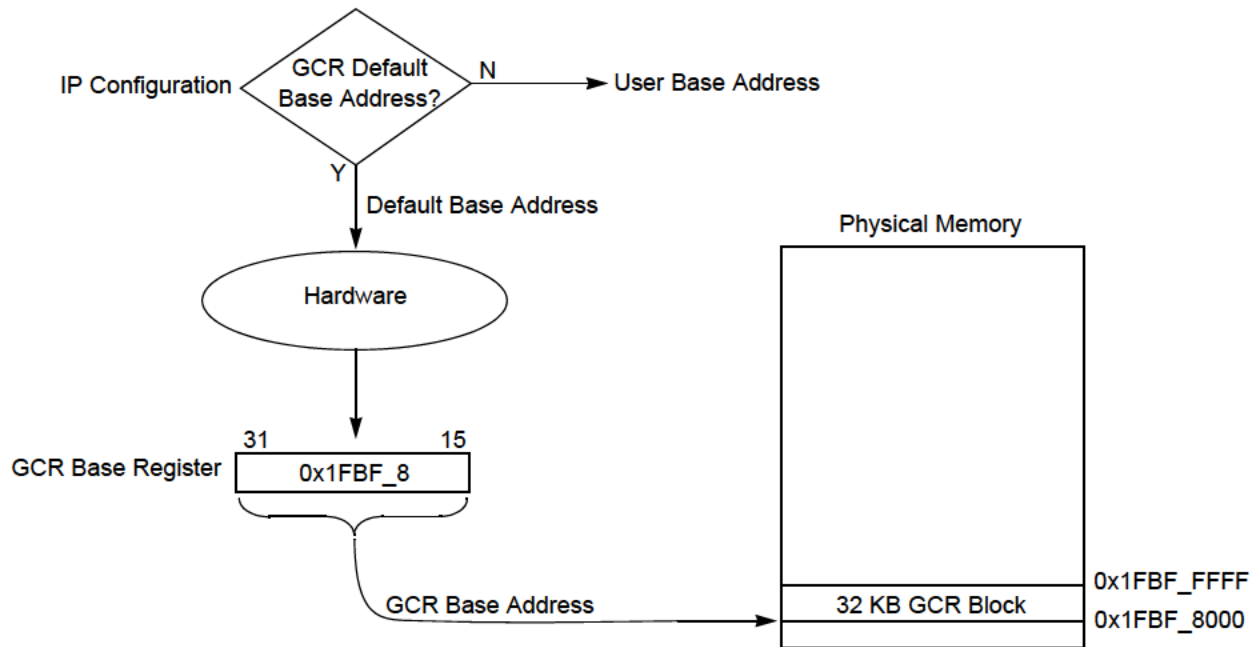 GCR Default
Base Address?
IP Configuration
N
User Base Address
Y
Default Base Address
Physical Memory
Hardware
31
15
GCR Base Register
0x1FBF_8
0x1FBF_FFFF
32 KB GCR Block
GCR Base Address
0x1FBF_8000